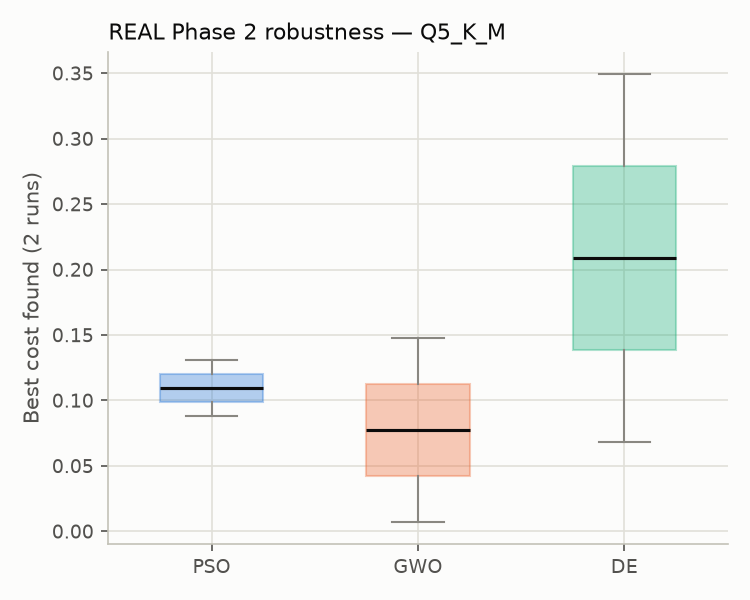 REAL Phase 2 robustness — Q5_K_M
Best cost found (2 runs)
0.35
0.30
0.25
0.20
0.15
0.10
0.05
0.00
PSO
GWO
DE